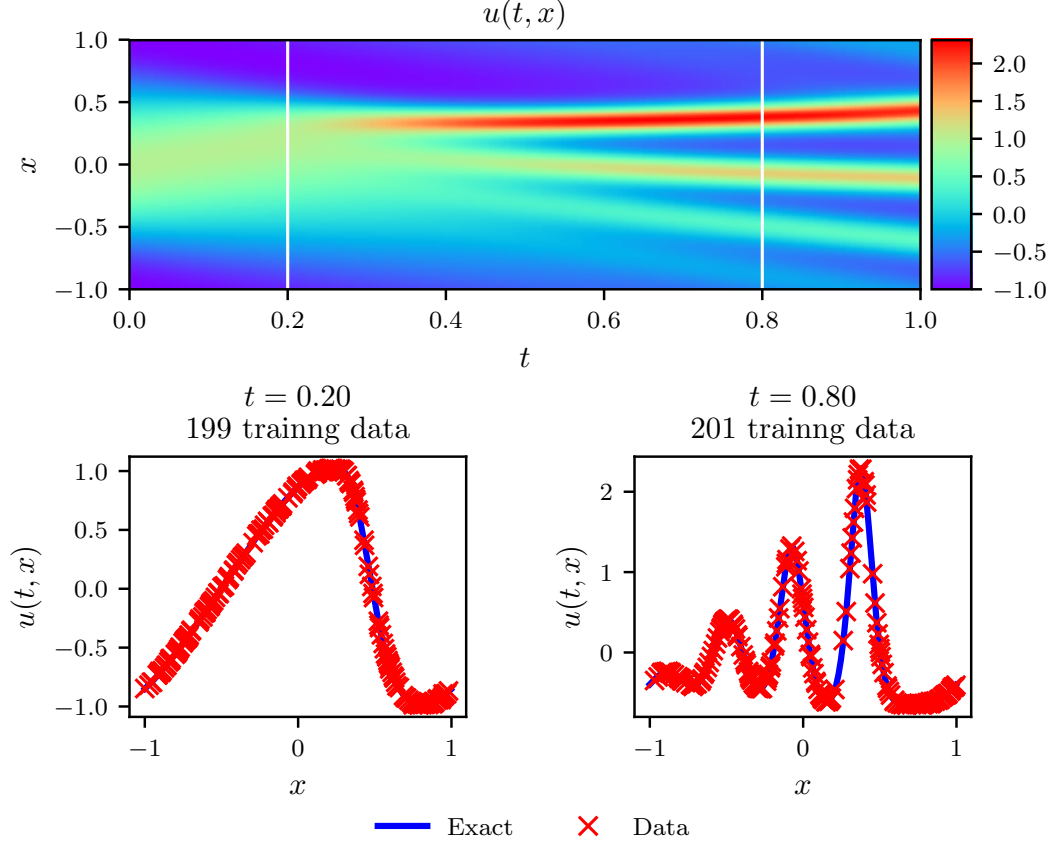 u(t, x)
1.0
0.5
0.0
−0.5
−1.0
x
0.0
0.2
0.4
0.6
0.8
1.0
t
2.0
1.5
1.0
0.5
0.0
−0.5
−1.0
t = 0.20
199 trainng data
1.0
0.5
0.0
−0.5
−1.0
u(t, x)
−1
0
1
x
t = 0.80
201 trainng data
2
1
0
u(t, x)
−1
0
1
x
Exact
Data